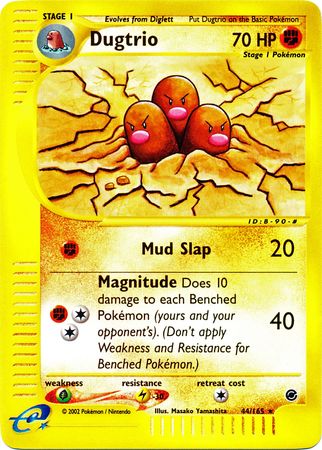 STAGE 1
Evolves from Diglett
Put Dugtrio on the Basic Pokémon
Dugtrio
70 HP
Stage 1 Pokémon
ID:B-90-#
Mud Slap
20
Magnitude Does 10
damage to each Benched
Pokémon (yours and your
opponent's). (Don't apply
Weakness and Resistance for
Benched Pokémon.)
40
weakness
resistance
retreat cost
-30
© 2002 Pokémon / Nintendo
Illus. Masako Yamashita
44/165 ★
e